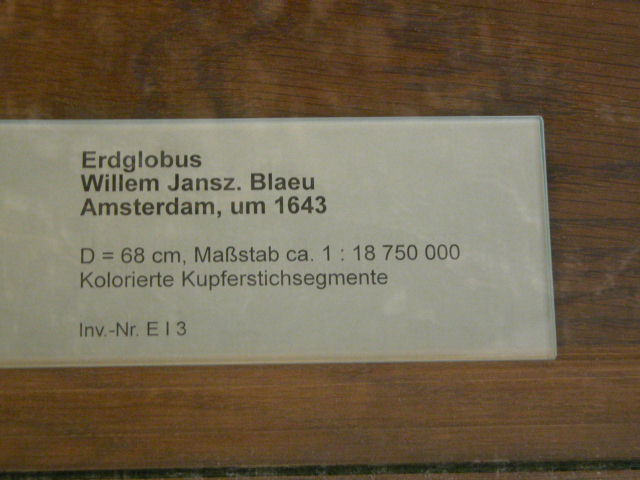 Erdglobus
Willem Jansz. Blaeu
Amsterdam, um 1643
D = 68 cm, Maßstab ca. 1 : 18 750 000
Kolorierte Kupferstichsegmente
Inv.-Nr. E I 3